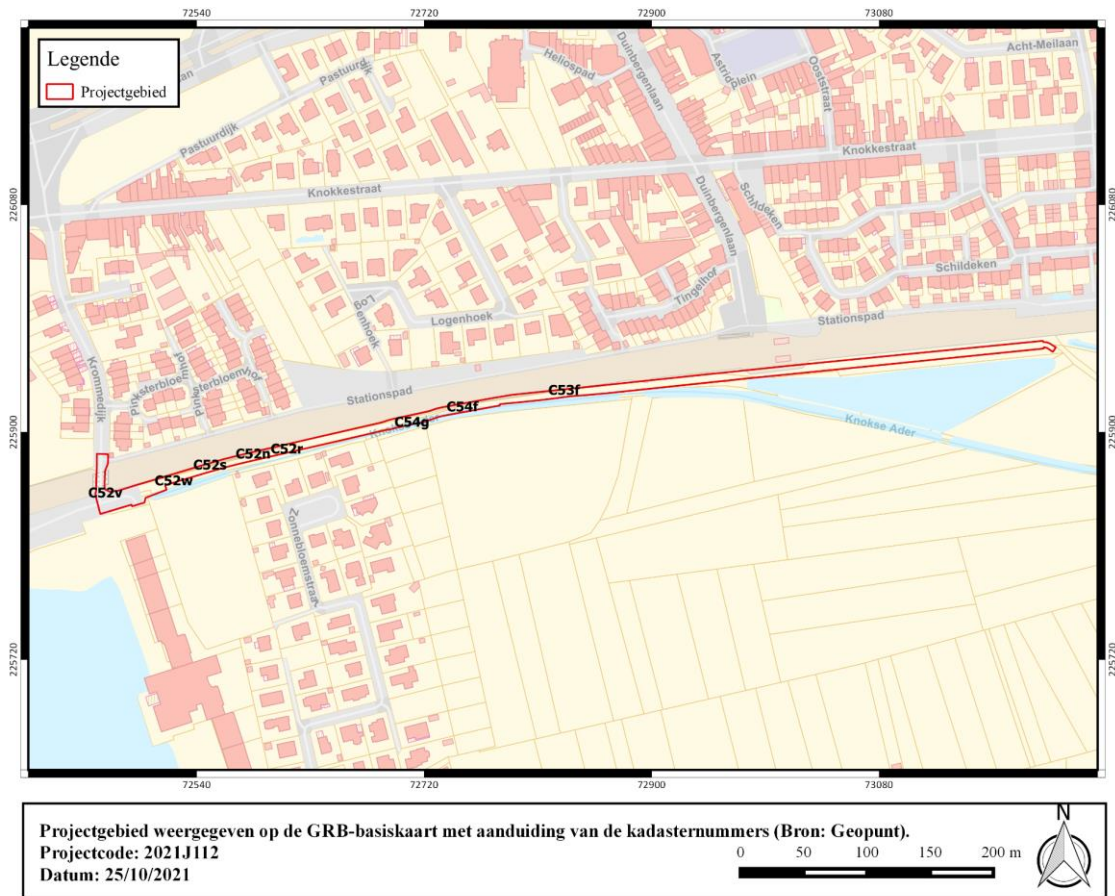 72540
72720
72900
73080
Legende
Projectgebied
Pastuurdijk
Pastuurdijk
Heliospad
Duinbergenlaan
Astrid-
plein
Ooststraat
Acht-Meilaan
Knokkestraat
Knokkestraat
226080
226080
Duinbergenlaan
Schildeken
Schildeken
Tingelhof
Logenhoek
Logenhoek
Stationspad
Stationspad
Krommedijk
C53f
C54f
C54g
Knokse Ader
225900
225900
C52r
C52n
C52s
C52w
C52v
Zonnebloemstraat
225720
225720
72540
72720
72900
73080
Projectgebied weergegeven op de GRB-basiskaart met aanduiding van de kadasternummers (Bron: Geopunt).
Projectcode: 2021J112
Datum: 25/10/2021
0 50 100 150 200 m
N